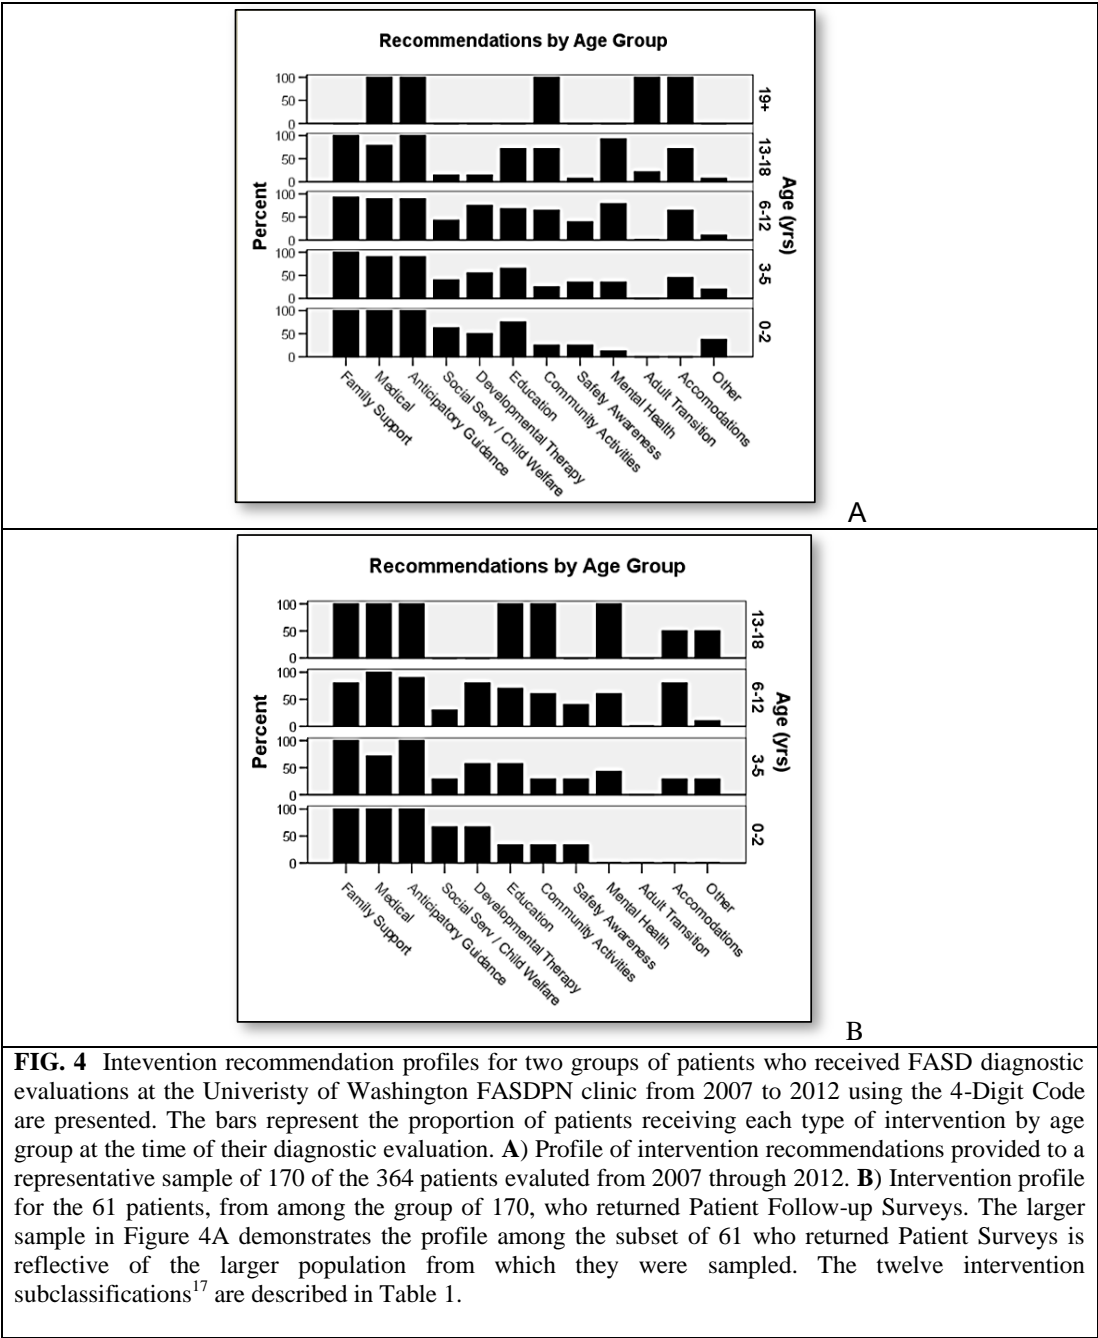 Recommendations by Age Group
100
50
0
19+
100
50
0
13-18
100
50
0
6-12
100
50
0
3-5
100
50
0
0-2
Percent
Age (yrs)
Family Support
Medical
Anticipatory Guidance
Social Serv / Child Welfare
Developmental Therapy
Education
Community Activities
Safety Awareness
Mental Health
Adult Transition
Accomodations
Other
A
Recommendations by Age Group
100
50
0
13-18
100
50
0
6-12
100
50
0
3-5
100
50
0
0-2
Percent
Age (yrs)
Family Support
Medical
Anticipatory Guidance
Social Serv / Child Welfare
Developmental Therapy
Education
Community Activities
Safety Awareness
Mental Health
Adult Transition
Accomodations
Other
B
FIG. 4 Intevention recommendation profiles for two groups of patients who received FASD diagnostic
evaluations at the Univeristy of Washington FASDPN clinic from 2007 to 2012 using the 4-Digit Code
are presented. The bars represent the proportion of patients receiving each type of intervention by age
group at the time of their diagnostic evaluation. A) Profile of intervention recommendations provided to a
representative sample of 170 of the 364 patients evaluted from 2007 through 2012. B) Intervention profile
for the 61 patients, from among the group of 170, who returned Patient Follow-up Surveys. The larger
sample in Figure 4A demonstrates the profile among the subset of 61 who returned Patient Surveys is
reflective of the larger population from which they were sampled. The twelve intervention
subclassifications17 are described in Table 1.